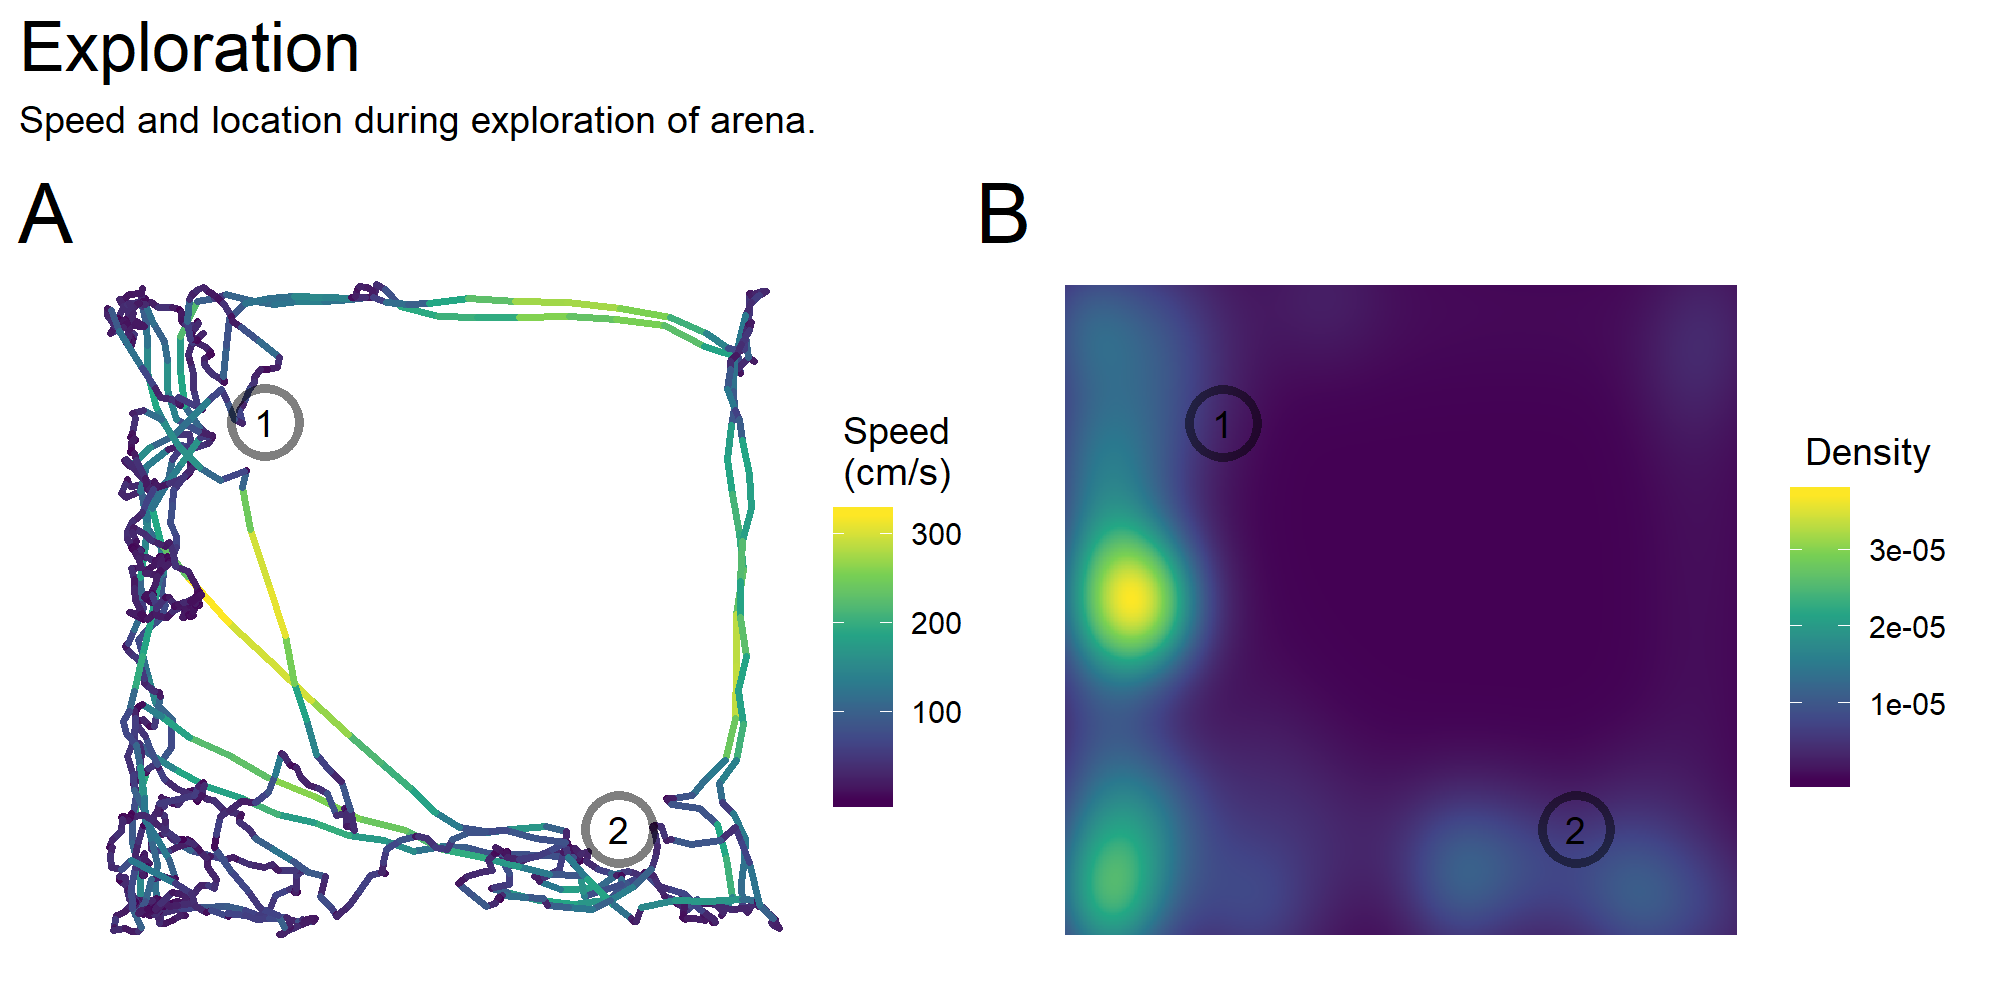 Exploration
Speed and location during exploration of arena.
A
B
1
2
Speed
(cm/s)
300
200
100
1
2
Density
3e-05
2e-05
1e-05